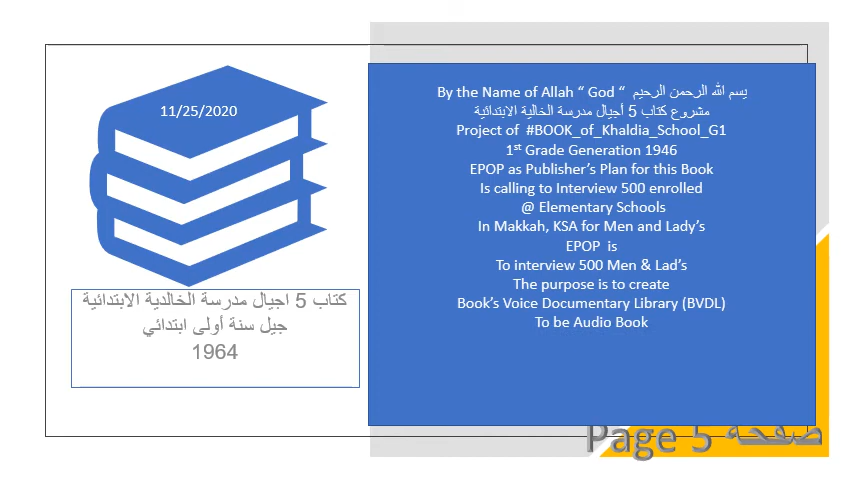 11/25/2020
كتاب 5 اجيال مدرسة الخالدية الابتدائية
جيل سنة أولى ابتدائي
1964
By the Name of Allah “ God “ بسم الله الرحمن الرحيم
مشروع كتاب 5 أجيال مدرسة الخالية الابتدائية
Project of #BOOK_of_Khaldia_School_G1
1st Grade Generation 1946
EPOP as Publisher’s Plan for this Book
Is calling to Interview 500 enrolled
@ Elementary Schools
In Makkah, KSA for Men and Lady’s
EPOP is
To interview 500 Men & Lad’s
The purpose is to create
Book’s Voice Documentary Library (BVDL)
To be Audio Book
Page 5 صفحة